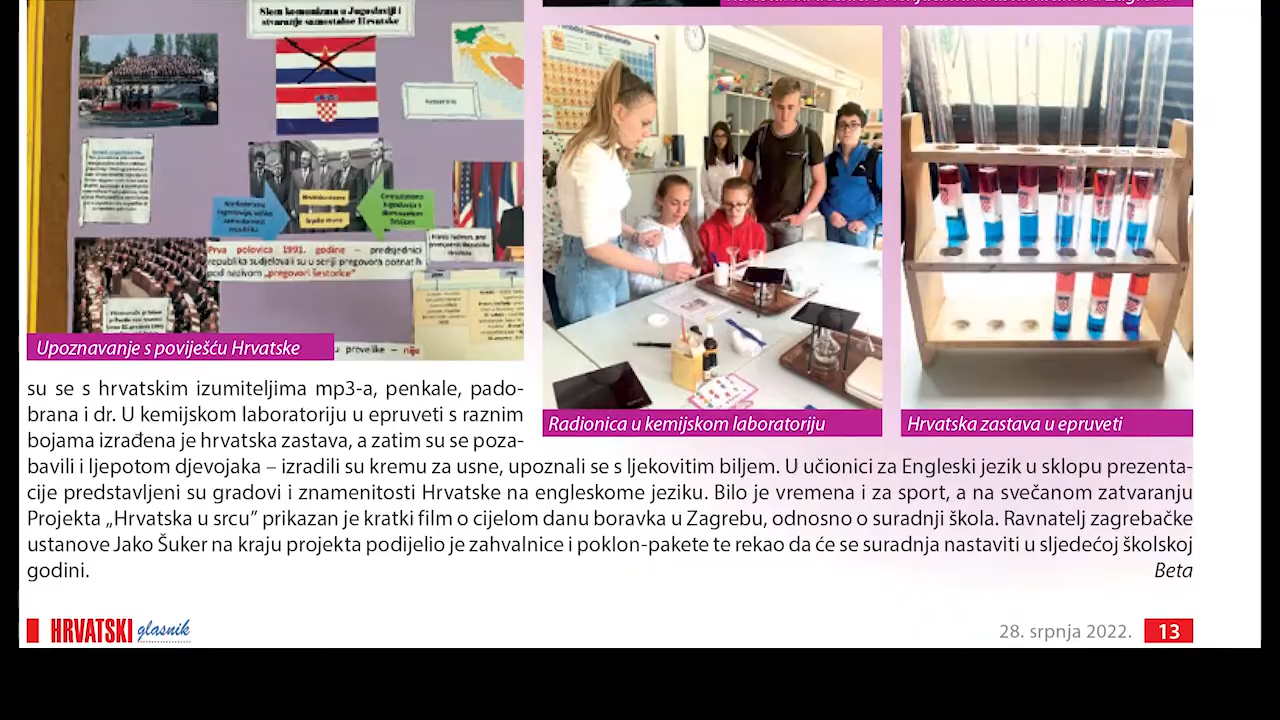 Slom komunizma u Jugoslaviji i
stvaranje samostalne Hrvatske
Prva polovica 1991. godine – predsjednici
republika sudjelovali su u seriji pregovora poznatih
pod nazivom „pregovori šestorice"
Upoznavanje s poviješću Hrvatske
Radionica u kemijskom laboratoriju
Hrvatska zastava u epruveti
su se s hrvatskim izumiteljima mp3-a, penkale, pado-
brana i dr. U kemijskom laboratoriju u epruveti s raznim
bojama izrađena je hrvatska zastava, a zatim su se poza-
bavili i ljepotom djevojaka – izradili su kremu za usne, upoznali se s ljekovitim biljem. U učionici za Engleski jezik u sklopu prezenta-
cije predstavljeni su gradovi i znamenitosti Hrvatske na engleskome jeziku. Bilo je vremena i za sport, a na svečanom zatvaranju
Projekta „Hrvatska u srcu” prikazan je kratki film o cijelom danu boravka u Zagrebu, odnosno o suradnji škola. Ravnatelj zagrebačke
ustanove Jako Šuker na kraju projekta podijelio je zahvalnice i poklon-pakete te rekao da će se suradnja nastaviti u sljedećoj školskoj
godini.
Beta
HRVATSKI glasnik
28. srpnja 2022. 13